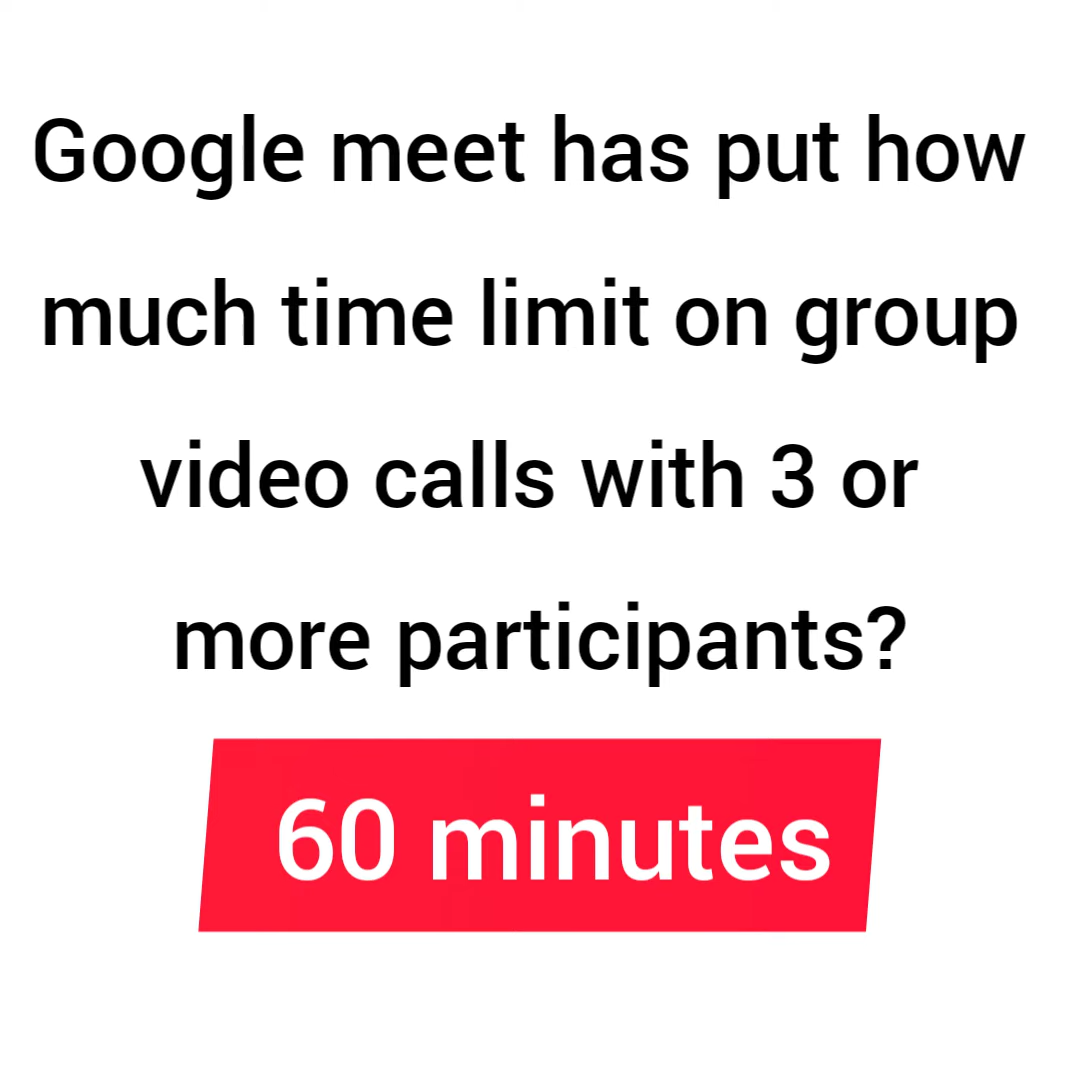 Google meet has put how
much time limit on group
video calls with 3 or
more participants?
60 minutes